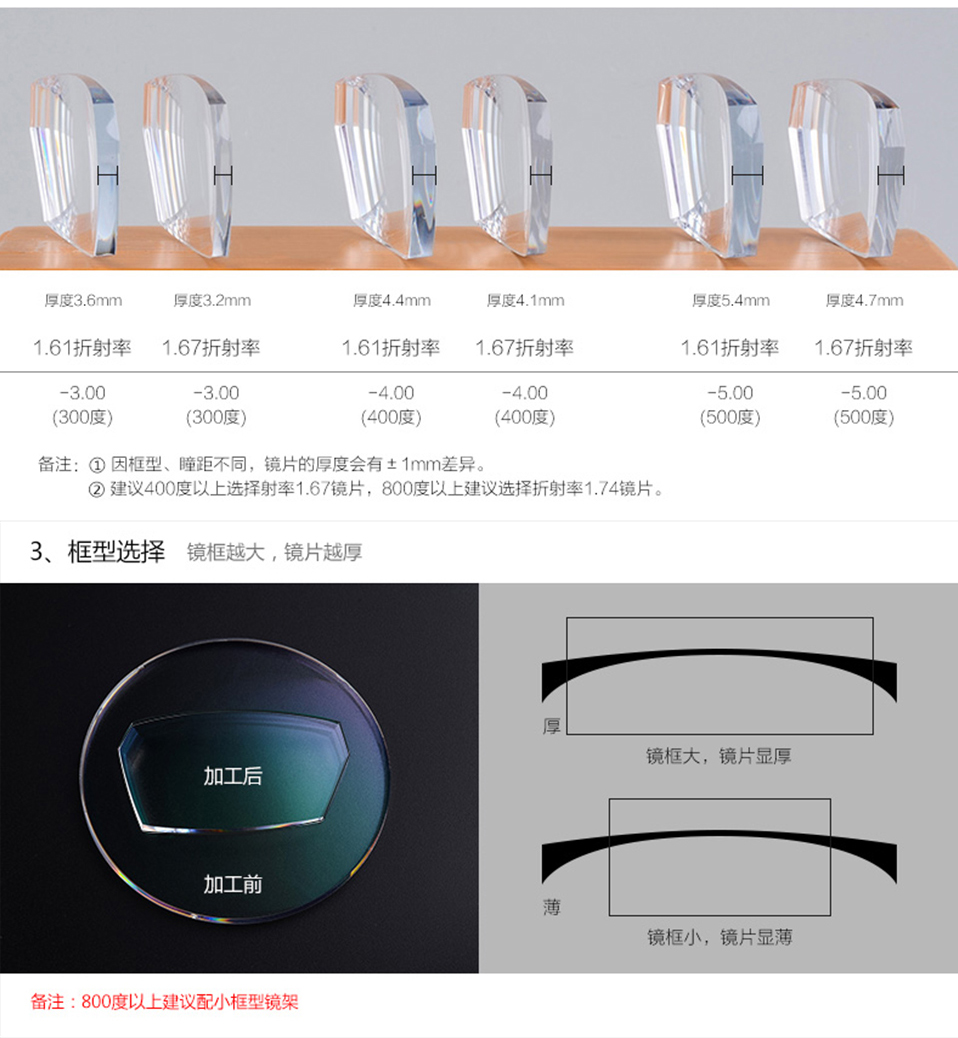 厚度3.6mm 厚度3.2mm 厚度4.4mm 厚度4.1mm 厚度5.4mm 厚度4.7mm
1.61折射率 1.67折射率 1.61折射率 1.67折射率 1.61折射率 1.67折射率
-3.00 -3.00 -4.00 -4.00 -5.00 -5.00
(300度) (300度) (400度) (400度) (500度) (500度)
备注：① 因框型、瞳距不同，镜片的厚度会有±1mm差异。
② 建议400度以上选择射率1.67镜片，800度以上建议选择折射率1.74镜片。
3、框型选择 镜框越大，镜片越厚
加工后
加工前
厚
镜框大，镜片显厚
薄
镜框小，镜片显薄
备注：800度以上建议配小框型镜架